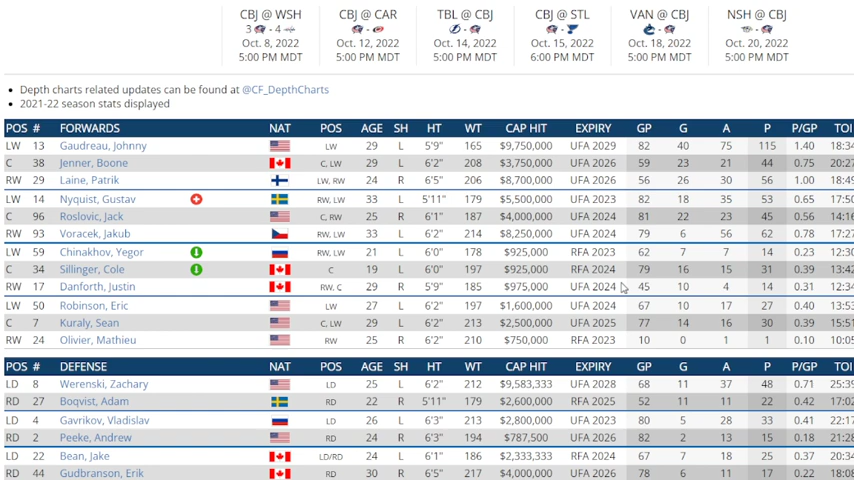 CBJ @ WSH CBJ @ CAR TBL @ CBJ CBJ @ STL VAN @ CBJ NSH @ CBJ
3 - 4 - - - - -
Oct. 8, 2022 Oct. 12, 2022 Oct. 14, 2022 Oct. 15, 2022 Oct. 18, 2022 Oct. 20, 2022
5:00 PM MDT 5:00 PM MDT 5:00 PM MDT 6:00 PM MDT 5:00 PM MDT 5:00 PM MDT
• Depth charts related updates can be found at @CF_DepthCharts
• 2021-22 season stats displayed
POS # FORWARDS NAT POS AGE SH HT WT CAP HIT EXPIRY GP G A P P/GP TOI
LW 13 Gaudreau, Johnny LW 29 L 5'9" 165 $9,750,000 UFA 2029 82 40 75 115 1.40 18:34
C 38 Jenner, Boone C, LW 29 L 6'2" 208 $3,750,000 UFA 2026 59 23 21 44 0.75 20:27
RW 29 Laine, Patrik LW, RW 24 R 6'5" 206 $8,700,000 UFA 2026 56 26 30 56 1.00 18:49
LW 14 Nyquist, Gustav RW, LW 33 L 5'11" 179 $5,500,000 UFA 2023 82 18 35 53 0.65 17:50
C 96 Roslovic, Jack C, RW 25 R 6'1" 187 $4,000,000 UFA 2024 81 22 23 45 0.56 14:16
RW 93 Voracek, Jakub RW, LW 33 L 6'2" 214 $8,250,000 UFA 2024 79 6 56 62 0.78 17:27
LW 59 Chinakhov, Yegor RW, LW 21 L 6'0" 178 $925,000 RFA 2023 62 7 7 14 0.23 12:30
C 34 Sillinger, Cole C 19 L 6'0" 197 $925,000 RFA 2024 79 16 15 31 0.39 13:42
RW 17 Danforth, Justin RW, C 29 R 5'9" 185 $975,000 UFA 2024 45 10 4 14 0.31 12:34
LW 50 Robinson, Eric LW 27 L 6'2" 197 $1,600,000 UFA 2024 67 10 17 27 0.40 13:53
C 7 Kuraly, Sean C, LW 29 L 6'2" 213 $2,500,000 UFA 2025 77 14 16 30 0.39 15:51
RW 24 Olivier, Mathieu RW 25 R 6'2" 210 $750,000 RFA 2023 10 0 1 1 0.10 10:05
POS # DEFENSE NAT POS AGE SH HT WT CAP HIT EXPIRY GP G A P P/GP TOI
LD 8 Werenski, Zachary LD 25 L 6'2" 212 $9,583,333 UFA 2028 68 11 37 48 0.71 25:39
RD 27 Boqvist, Adam RD 22 R 5'11" 179 $2,600,000 RFA 2025 52 11 11 22 0.42 17:02
LD 4 Gavrikov, Vladislav LD 26 L 6'3" 213 $2,800,000 UFA 2023 80 5 28 33 0.41
RD 2 Peeke, Andrew RD 24 R 6'3" 194 $787,500 UFA 2026 82 2 13 15 0.18 21:28
LD 22 Bean, Jake LD/RD 24 L 6'1" 186 $2,333,333 RFA 2024 67 7 18 25 0.37 20:34
RD 44 Gudbranson, Erik RD 30 R 6'5" 217 $4,000,000 UFA 2026 78 6 11 17 0.22 18:08